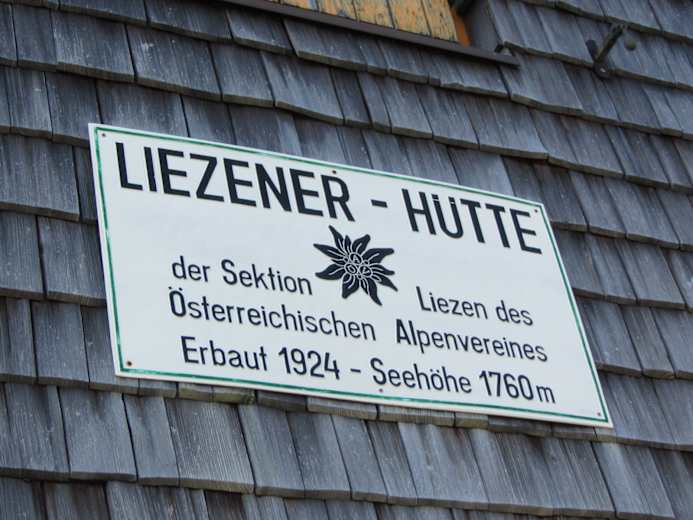 LIEZENER - HÜTTE
der Sektion Liezen des
Österreichischen Alpenvereines
Erbaut 1924 - Seehöhe 1760 m